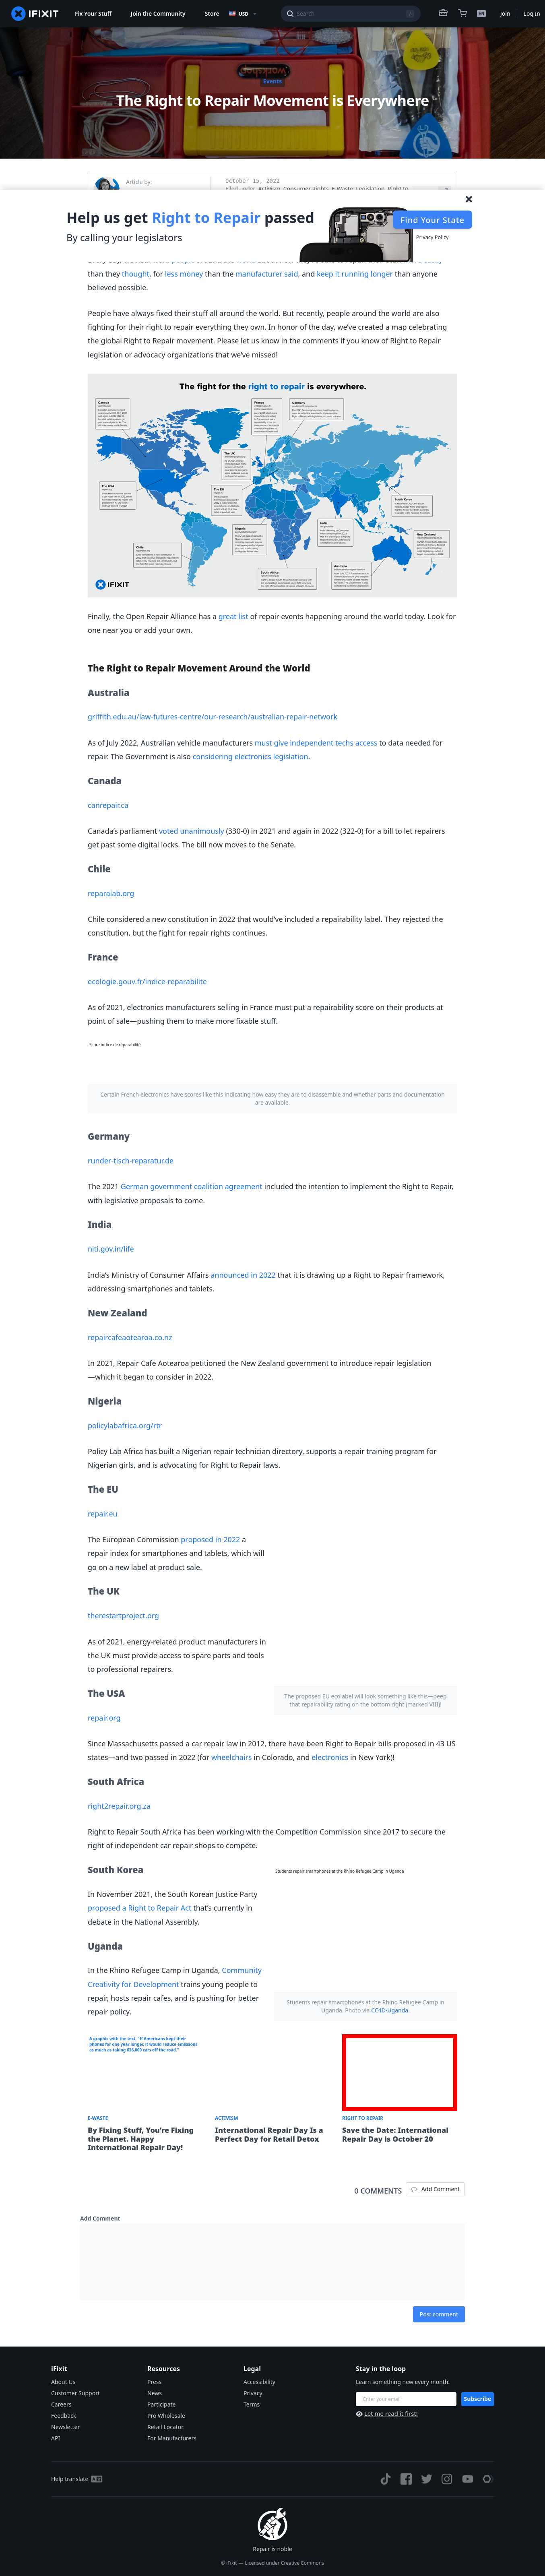 IFIXIT
Fix Your Stuff
Join the Community
Store
USD
Search
/
EN
Join
Log In
Events
The Right to Repair Movement is Everywhere
Article by:
October 15, 2022
Filed under: Activism, Consumer Rights, E-Waste, Legislation, Right to
Help us get Right to Repair passed
By calling your legislators
Find Your State
Privacy Policy
than they thought, for less money than the manufacturer said, and keep it running longer than anyone
believed possible.
People have always fixed their stuff all around the world. But recently, people around the world are also
fighting for their right to repair everything they own. In honor of the day, we’ve created a map celebrating
the global Right to Repair movement. Please let us know in the comments if you know of Right to Repair
legislation or advocacy organizations that we’ve missed!
The fight for the right to repair is everywhere.
Canada
France
Germany
The UK
The USA
The EU
South Korea
India
Nigeria
Chile
South Africa
Australia
New Zealand
IFIXIT
Finally, the Open Repair Alliance has a great list of repair events happening around the world today. Look for
one near you or add your own.
The Right to Repair Movement Around the World
Australia
griffith.edu.au/law-futures-centre/our-research/australian-repair-network
As of July 2022, Australian vehicle manufacturers must give independent techs access to data needed for
repair. The Government is also considering electronics legislation.
Canada
canrepair.ca
Canada’s parliament voted unanimously (330-0) in 2021 and again in 2022 (322-0) for a bill to let repairers
get past some digital locks. The bill now moves to the Senate.
Chile
reparalab.org
Chile considered a new constitution in 2022 that would’ve included a repairability label. They rejected the
constitution, but the fight for repair rights continues.
France
ecologie.gouv.fr/indice-reparabilite
As of 2021, electronics manufacturers selling in France must put a repairability score on their products at
point of sale—pushing them to make more fixable stuff.
Score indice de réparabilité
Certain French electronics have scores like this indicating how easy they are to disassemble and whether parts and documentation
are available.
Germany
runder-tisch-reparatur.de
The 2021 German government coalition agreement included the intention to implement the Right to Repair,
with legislative proposals to come.
India
niti.gov.in/life
India’s Ministry of Consumer Affairs announced in 2022 that it is drawing up a Right to Repair framework,
addressing smartphones and tablets.
New Zealand
repaircafeaotearoa.co.nz
In 2021, Repair Cafe Aotearoa petitioned the New Zealand government to introduce repair legislation
—which it began to consider in 2022.
Nigeria
policylabafrica.org/rtr
Policy Lab Africa has built a Nigerian repair technician directory, supports a repair training program for
Nigerian girls, and is advocating for Right to Repair laws.
The EU
repair.eu
The European Commission proposed in 2022 a
repair index for smartphones and tablets, which will
go on a new label at product sale.
The UK
therestartproject.org
As of 2021, energy-related product manufacturers in
the UK must provide access to spare parts and tools
to professional repairers.
The proposed EU ecolabel will look something like this—peep
that repairability rating on the bottom right (marked VIII)!
The USA
repair.org
Since Massachusetts passed a car repair law in 2012, there have been Right to Repair bills proposed in 43 US
states—and two passed in 2022 (for wheelchairs in Colorado, and electronics in New York)!
South Africa
right2repair.org.za
Right to Repair South Africa has been working with the Competition Commission since 2017 to secure the
right of independent car repair shops to compete.
South Korea
In November 2021, the South Korean Justice Party
proposed a Right to Repair Act that’s currently in
debate in the National Assembly.
Students repair smartphones at the Rhino Refugee Camp in Uganda
Uganda
In the Rhino Refugee Camp in Uganda, Community
Creativity for Development trains young people to
repair, hosts repair cafes, and is pushing for better
repair policy.
Students repair smartphones at the Rhino Refugee Camp in
Uganda. Photo via CC4D-Uganda.
A graphic with the text, "If Americans kept their
phones for one year longer, it would reduce emissions
as much as taking 636,000 cars off the road."
E-WASTE
By Fixing Stuff, You’re Fixing
the Planet. Happy
International Repair Day!
ACTIVISM
International Repair Day Is a
Perfect Day for Retail Detox
RIGHT TO REPAIR
Save the Date: International
Repair Day is October 20
0 COMMENTS
Add Comment
Add Comment
Post comment
iFixit
About Us
Customer Support
Careers
Feedback
Newsletter
API
Resources
Press
News
Participate
Pro Wholesale
Retail Locator
For Manufacturers
Legal
Accessibility
Privacy
Terms
Stay in the loop
Learn something new every month!
Enter your email
Subscribe
Let me read it first!
Help translate
Repair is noble
© iFixit — Licensed under Creative Commons